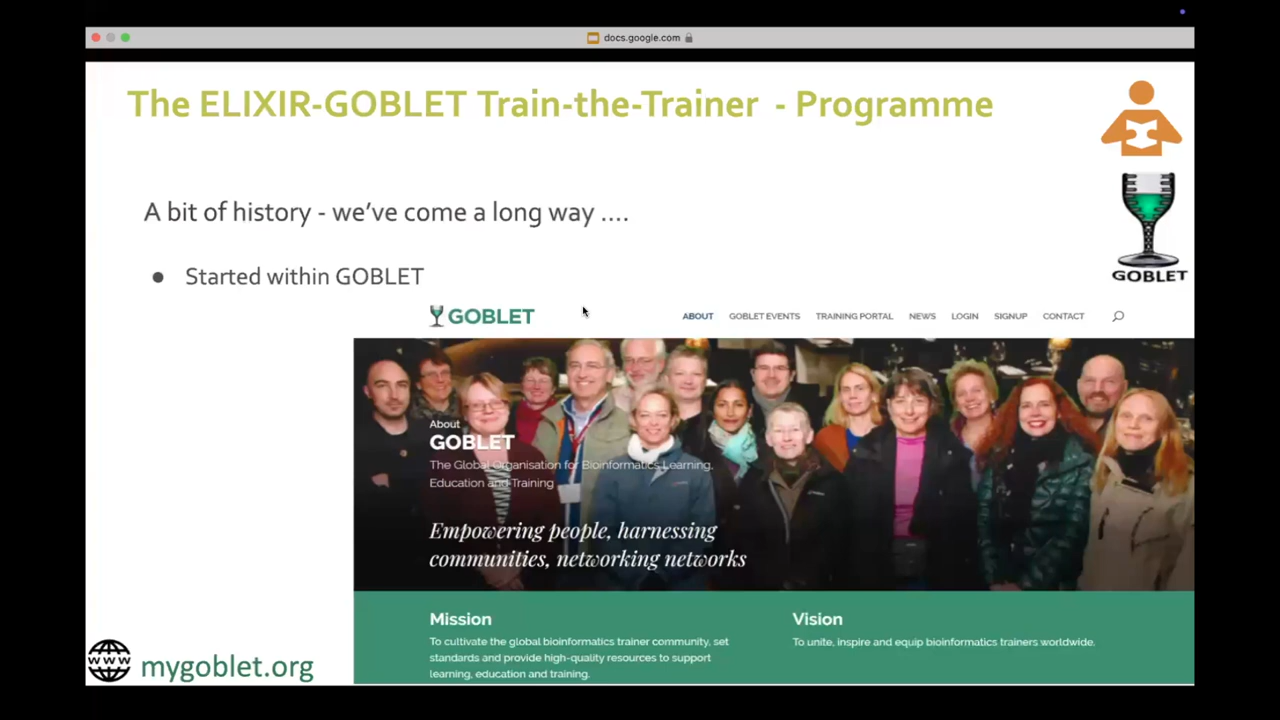 docs.google.com
The ELIXIR-GOBLET Train-the-Trainer - Programme
A bit of history - we've come a long way ....
● Started within GOBLET
GOBLET
GOBLET
ABOUT GOBLET EVENTS TRAINING PORTAL NEWS LOGIN SIGNUP CONTACT
About
GOBLET
The Global Organisation for Bioinformatics Learning,
Education and Training
Empowering people, harnessing
communities, networking networks
Mission
To cultivate the global bioinformatics trainer community, set
standards and provide high-quality resources to support
learning, education and training.
Vision
To unite, inspire and equip bioinformatics trainers worldwide.
WWW
mygoblet.org